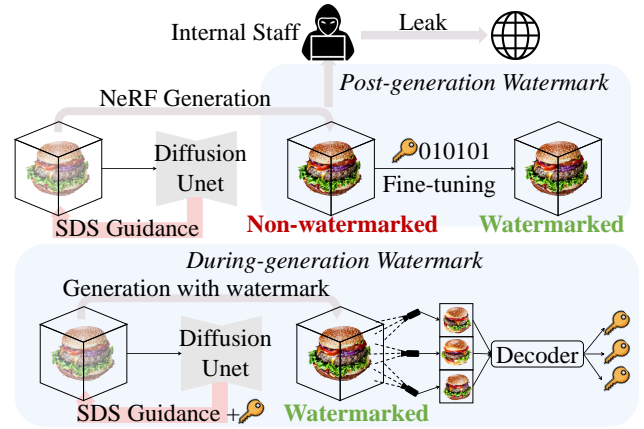 Internal Staff
Leak
Post-generation Watermark
NeRF Generation
Diffusion
Unet
010101
Fine-tuning
SDS Guidance
Non-watermarked
Watermarked
During-generation Watermark
Generation with watermark
Diffusion
Unet
Decoder
SDS Guidance +
Watermarked